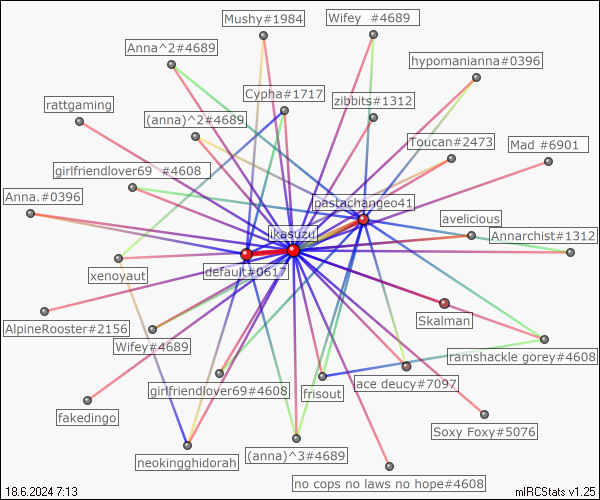 Mushy#1984
Wifey #4689
Anna^2#4689
hypomanianna#0396
Cypha#1717
zibbits#1312
rattgaming
(anna)^2#4689
Toucan#2473
Mad #6901
girlfriendlover69 #4608
Anna.#0396
pastachangeo41
avelicious
ikasuzu
Annarchist#1312
xenoyaut
default#0617
Skalman
AlpineRooster#2156
Wifey#4689
ramshackle gorey#4608
girlfriendlover69#4608
ace deucy#7097
frisout
fakedingo
Soxy Foxy#5076
neokingghidorah
(anna)^3#4689
no cops no laws no hope#4608
18.6.2024 7:13
mIRCStats v1.25